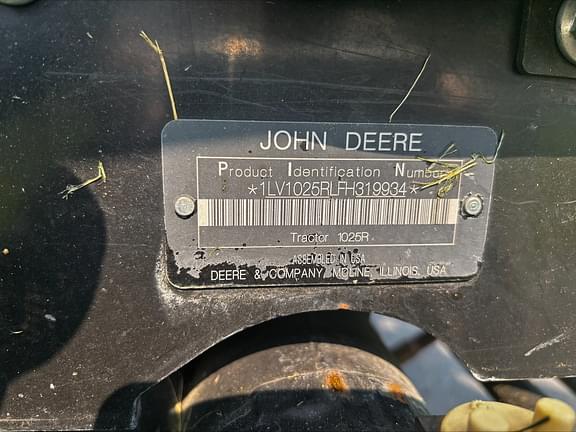 JOHN DEERE
Product Identification Number
*1LV1025RLFH319934*
Tractor 1025R
ASSEMBLED IN USA
DEERE & COMPANY MOLINE ILLINOIS USA